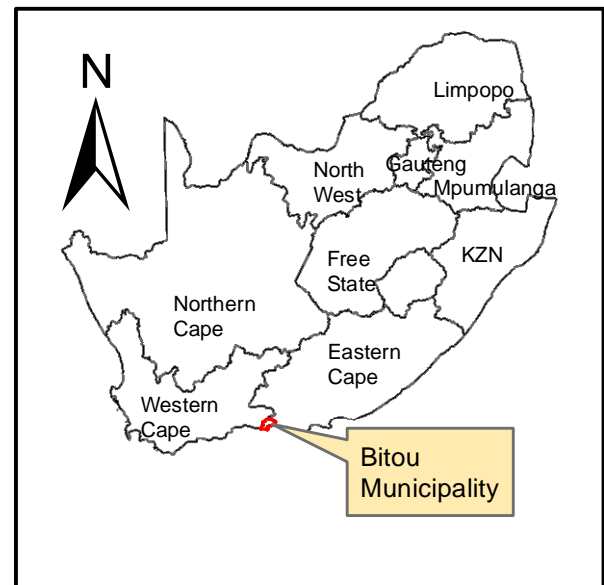 N
Limpopo
North
West
Gauteng
Mpumulanga
Free
State
KZN
Northern
Cape
Eastern
Cape
Western
Cape
Bitou
Municipality